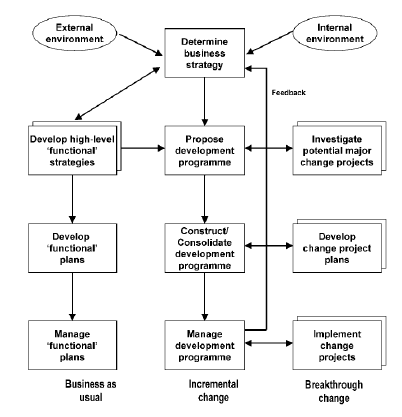 External
environment
Internal
environment
Determine
business
strategy
Feedback
Develop high-level
'functional'
strategies
Propose
development
programme
Investigate
potential major
change projects
Develop
'functional'
plans
Construct/
Consolidate
development
programme
Develop
change project
plans
Manage
'functional'
plans
Manage
development
programme
Implement
change
projects
Business as
usual
Incremental
change
Breakthrough
change